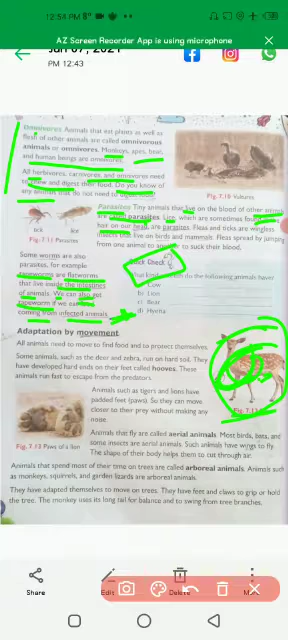 12:54 PM
AZ Screen Recorder App is using microphone
Jun 07, 2021
PM 12:43
Omnivores Animals that eat plants as well as
flesh of other animals are called omnivorous
animals or omnivores. Monkeys, apes, bear,
and human beings are omnivores.
All herbivores, carnivores, and omnivores need
to chew and digest their food. Do you know of
any animals that do not need to
Fig. 7.10 Vultures
Parasites Tiny animals that live on the blood of other animals
are called parasites. Lice, which are sometimes found
hair on our head, are parasites. Fleas and ticks are wingless
insects that live on birds and mammals. Fleas spread by jumping
from one animal to another to suck their blood.
tick
Fig. 7.11 Parasites
Some worms are also
parasites, for example
tapeworms are flatworms
that live inside the intestines
of animals. We can also get
tapeworm if we eat
coming from infected animals.
Quick Check
What kind of do the following animals have?
a) Cow
b) Lion
c) Bear
d) Hyena
Adaptation by movement
All animals need to move to find food and to protect themselves.
Some animals, such as the deer and zebra, run on hard soil. They
have developed hard ends on their feet called hooves. These
animals run fast to escape from the predators.
Animals such as tigers and lions have
padded feet (paws). So they can move
closer to their prey without making any
noise.
Fig. 7.12 Paws of a lion
Animals that fly are called aerial animals. Most birds, bats, and
some insects are aerial animals. Such animals have wings to fly.
The shape of their body helps them to cut through air.
Animals that spend most of their time on trees are called arboreal animals. Animals such
as monkeys, squirrels, and garden lizards are arboreal animals.
They have adapted themselves to move on trees. They have feet and claws to grip or hold
the tree. The monkey uses its long tail for balance and to swing from tree branches.
Share
Edit
Delete